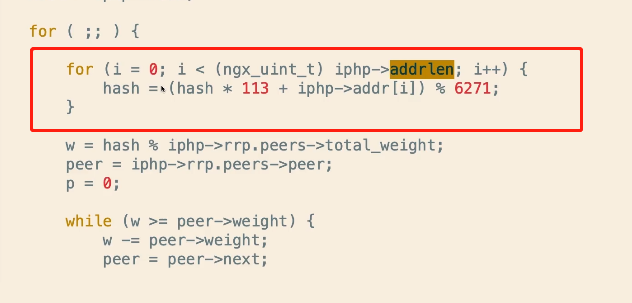 for ( ;; ) {
for (i = 0; i < (ngx_uint_t) iphp->addrlen; i++) {
hash = (hash * 113 + iphp->addr[i]) % 6271;
}
w = hash % iphp->rrp.peers->total_weight;
peer = iphp->rrp.peers->peer;
p = 0;
while (w >= peer->weight) {
w -= peer->weight;
peer = peer->next;